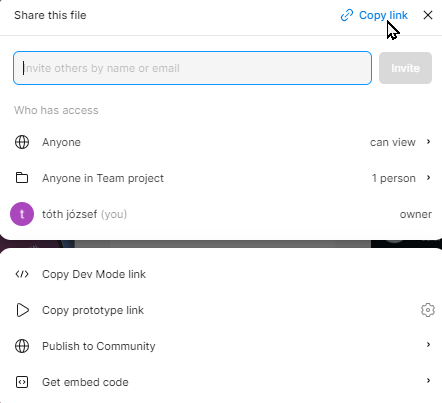 Share this file
Copy link
Invite others by name or email
Invite
Who has access
Anyone
can view
Anyone in Team project
1 person
t
tóth józsef (you)
owner
Copy Dev Mode link
Copy prototype link
Publish to Community
Get embed code